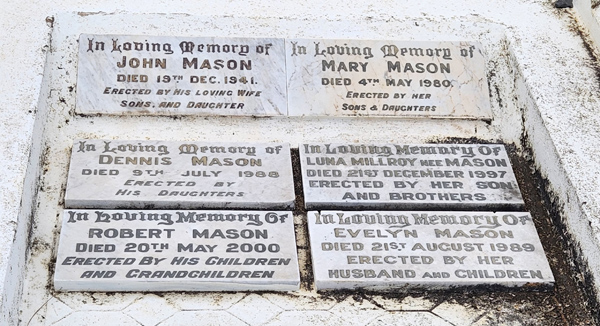 In Loving Memory of
JOHN MASON
DIED 19TH DEC. 1941.
ERECTED BY HIS LOVING WIFE
SONS, AND DAUGHTER
In Loving Memory of
MARY MASON
DIED 4TH MAY 1980.
ERECTED BY HER
SONS & DAUGHTERS
In Loving Memory of
DENNIS MASON
DIED 9TH JULY 1988
ERECTED BY
HIS DAUGHTERS
In Loving Memory Of
LUNA MILLROY NEE MASON
DIED 21ST DECEMBER 1997
ERECTED BY HER SON
AND BROTHERS
In Loving Memory Of
ROBERT MASON
DIED 20TH MAY 2000
ERECTED BY HIS CHILDREN
AND GRANDCHILDREN
In Loving Memory Of
EVELYN MASON
DIED 21ST AUGUST 1989
ERECTED BY HER
HUSBAND AND CHILDREN